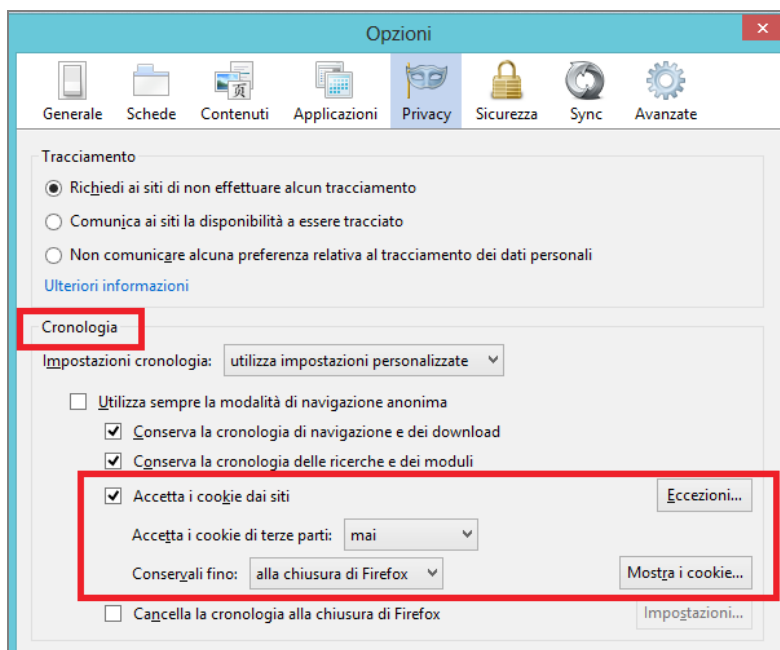 Opzioni
Generale Schede Contenuti Applicazioni Privacy Sicurezza Sync Avanzate
Tracciamento
Richiedi ai siti di non effettuare alcun tracciamento
Comunica ai siti la disponibilità a essere tracciato
Non comunicare alcuna preferenza relativa al tracciamento dei dati personali
Ulteriori informazioni
Cronologia
Impostazioni cronologia: utilizza impostazioni personalizzate
Utilizza sempre la modalità di navigazione anonima
Conserva la cronologia di navigazione e dei download
Conserva la cronologia delle ricerche e dei moduli
Accetta i cookie dai siti Eccezioni...
Accetta i cookie di terze parti: mai
Conservali fino: alla chiusura di Firefox Mostra i cookie...
Cancella la cronologia alla chiusura di Firefox Impostazioni...